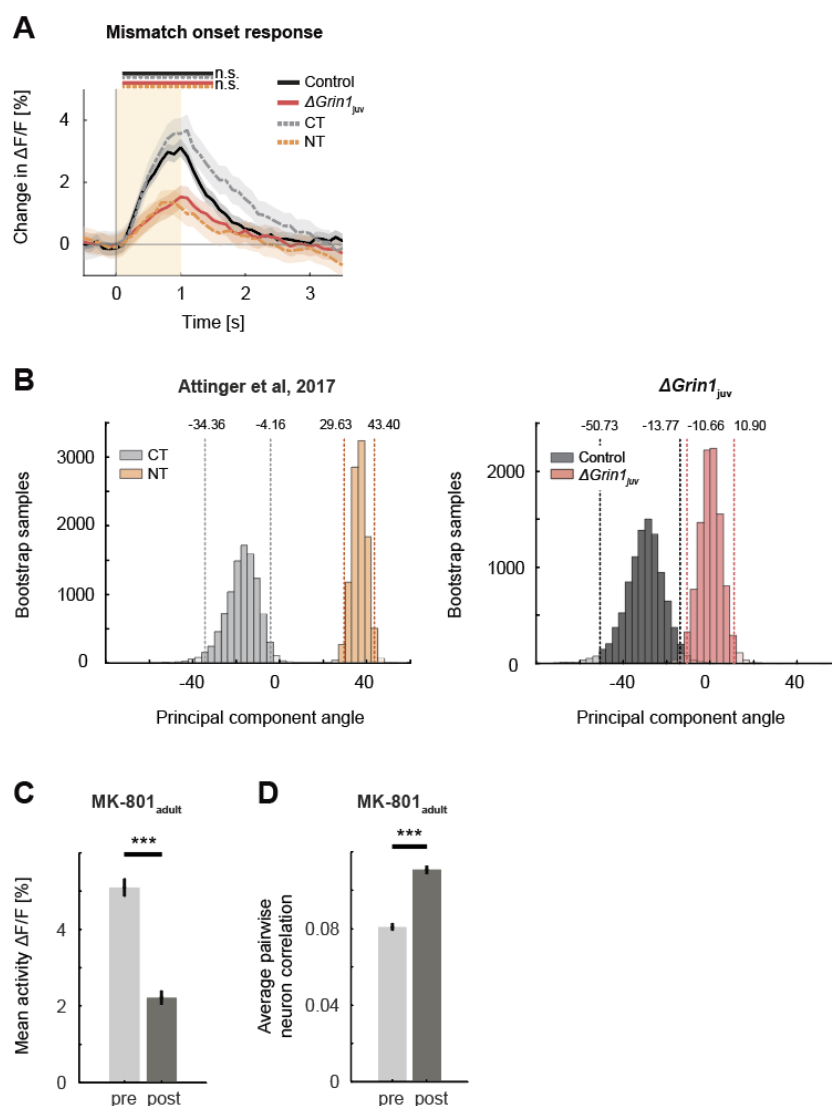 A
Mismatch onset response
n.s.
n.s.
Control
ΔGrin1juv
CT
NT
Change in ΔF/F [%]
4
2
0
0 1 2 3
Time [s]
B
Attinger et al, 2017
-34.36 -4.16 29.63 43.40
CT
NT
Bootstrap samples
3000
2000
1000
0
-40 0 40
Principal component angle
ΔGrin1juv
-50.73 -13.77 -10.66 10.90
Control
ΔGrin1juv
Bootstrap samples
2000
1000
0
-40 0 40
Principal component angle
C
MK-801adult
***
Mean activity ΔF/F [%]
4
2
0
pre post
D
MK-801adult
***
Average pairwise
neuron correlation
0.08
0.04
0
pre post